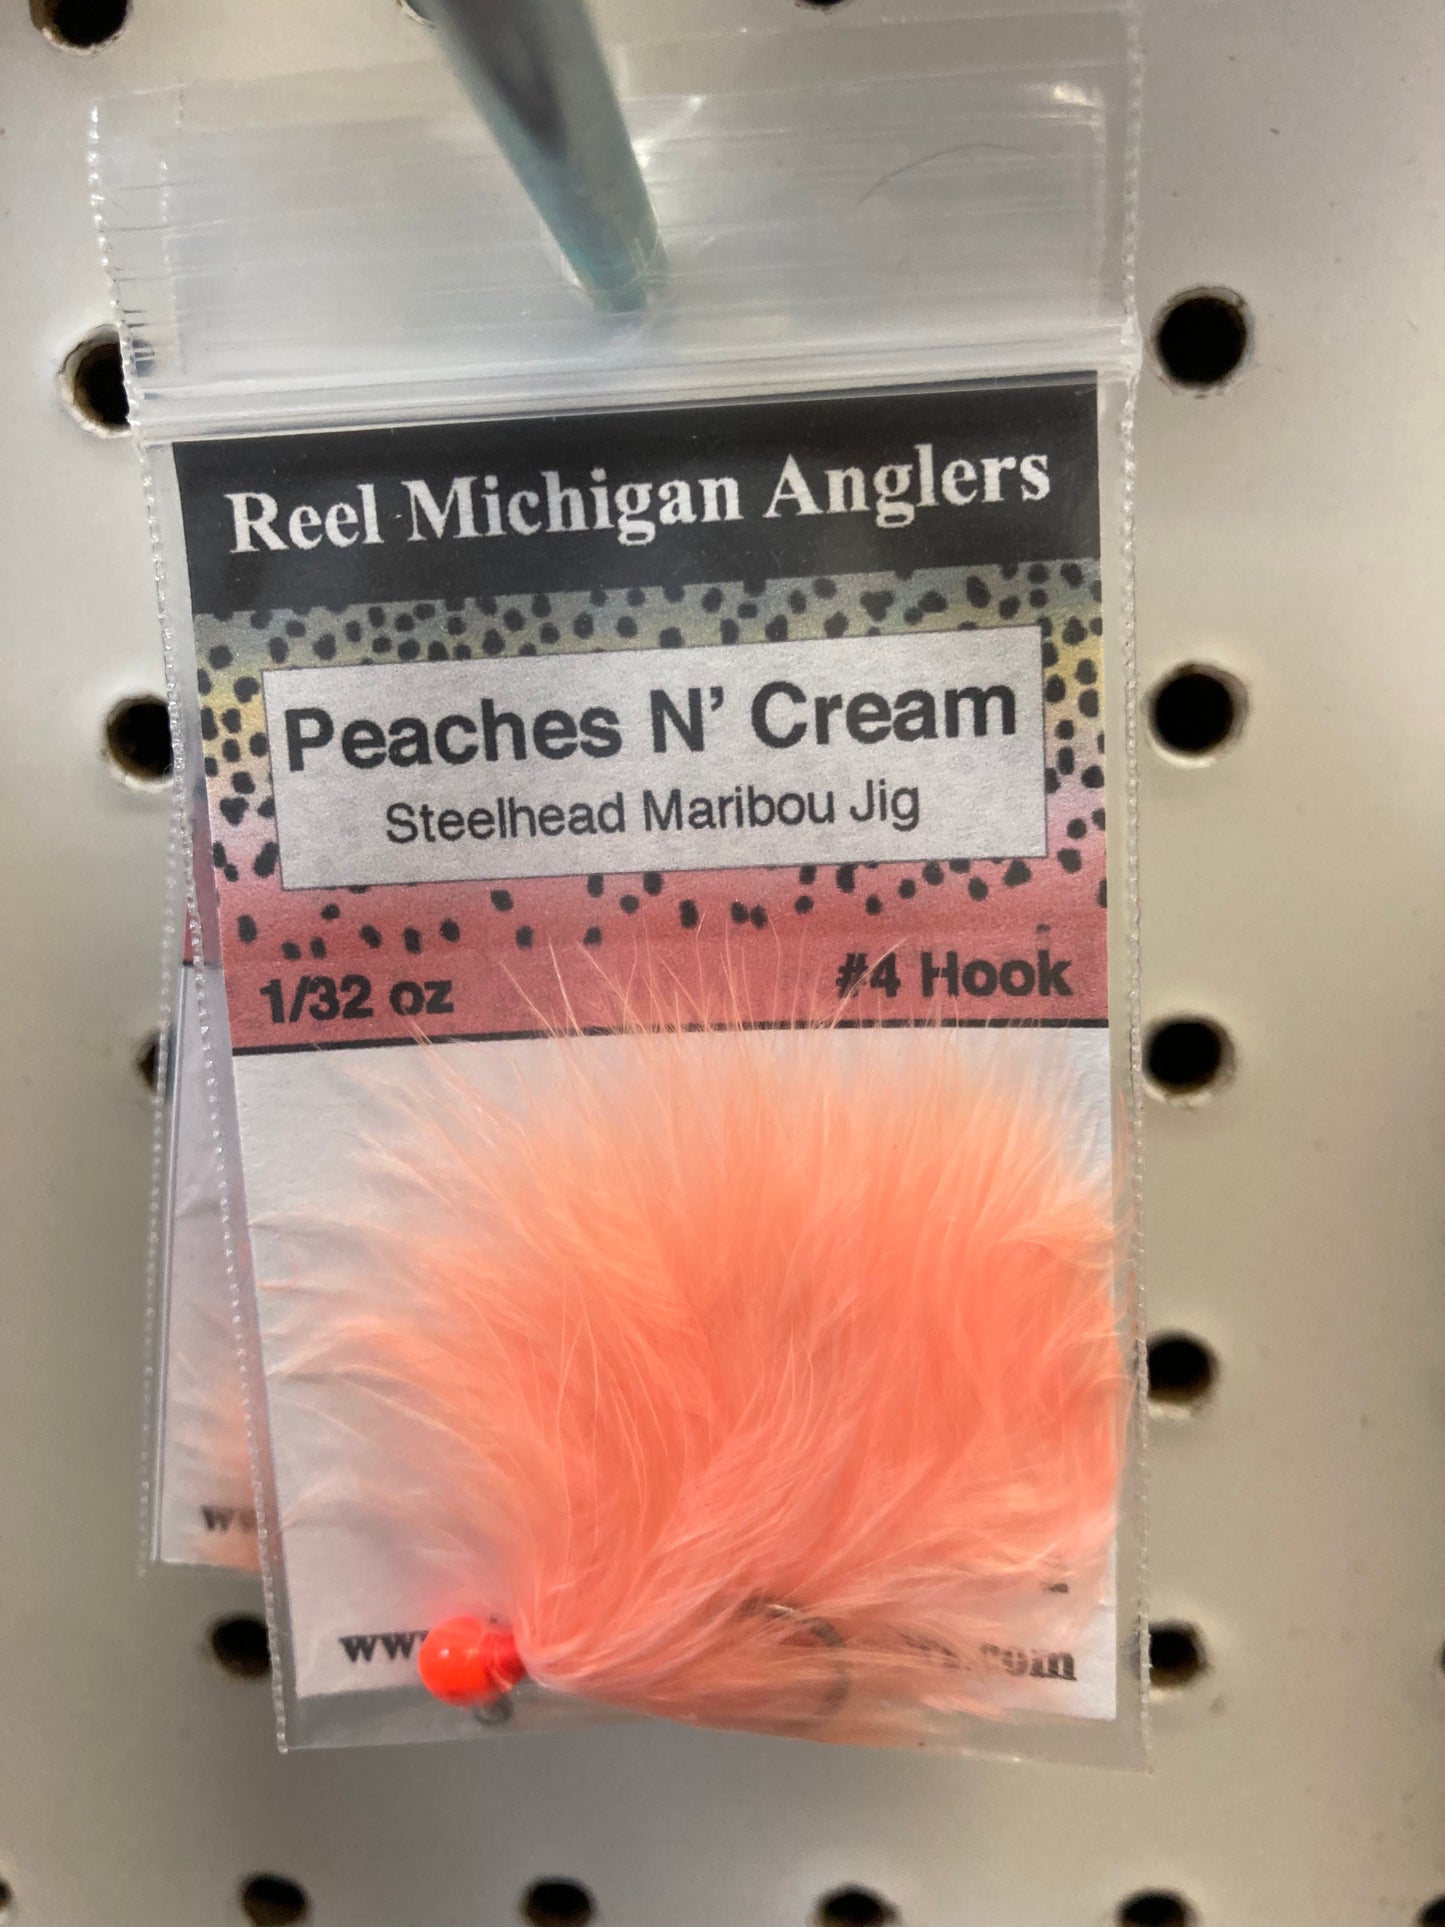 Reel Michigan Anglers
Peaches N' Cream
Steelhead Maribou Jig
1/32 oz #4 Hook